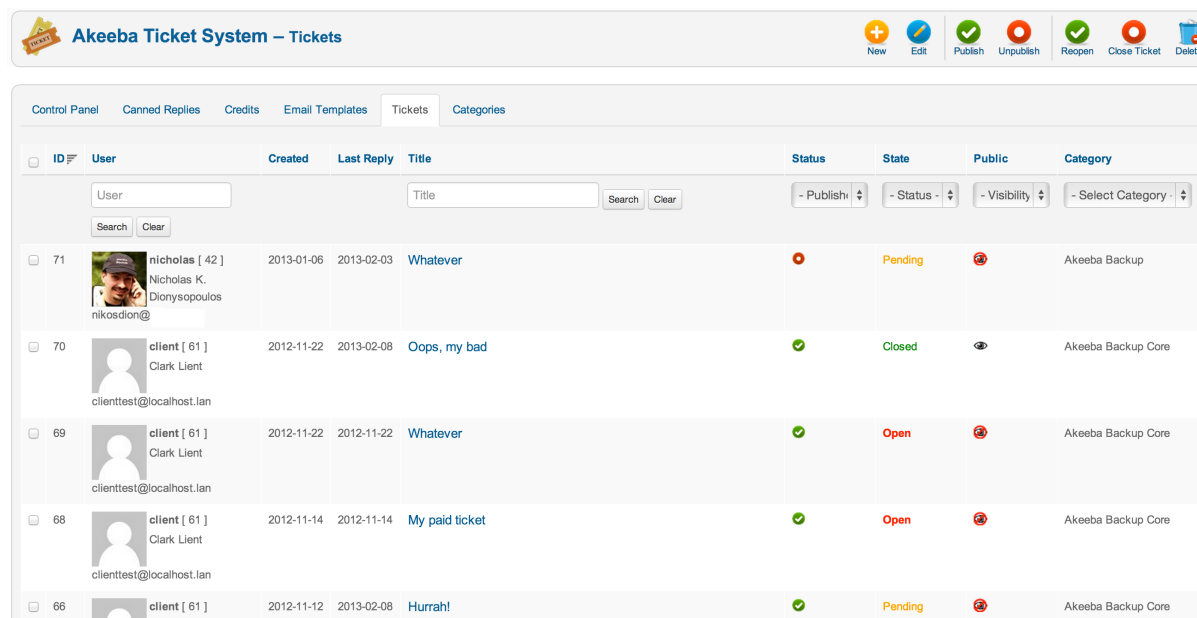 TICKET
Akeeba Ticket System – Tickets
New Edit Publish Unpublish Reopen Close Ticket Delet
Control Panel Canned Replies Credits Email Templates Tickets Categories
ID User Created Last Reply Title Status State Public Category
User Title Search Clear - Publish - Status - - Visibility - Select Category -
Search Clear
71 nicholas [ 42 ] 2013-01-06 2013-02-03 Whatever Pending Akeeba Backup
Nicholas K.
Dionysopoulos
nikosdion@
70 client [ 61 ] 2012-11-22 2013-02-08 Oops, my bad Closed Akeeba Backup Core
Clark Lient
clienttest@localhost.lan
69 client [ 61 ] 2012-11-22 2012-11-22 Whatever Open Akeeba Backup Core
Clark Lient
clienttest@localhost.lan
68 client [ 61 ] 2012-11-14 2012-11-14 My paid ticket Open Akeeba Backup Core
Clark Lient
clienttest@localhost.lan
66 client [ 61 ] 2012-11-12 2013-02-08 Hurrah! Pending Akeeba Backup Core